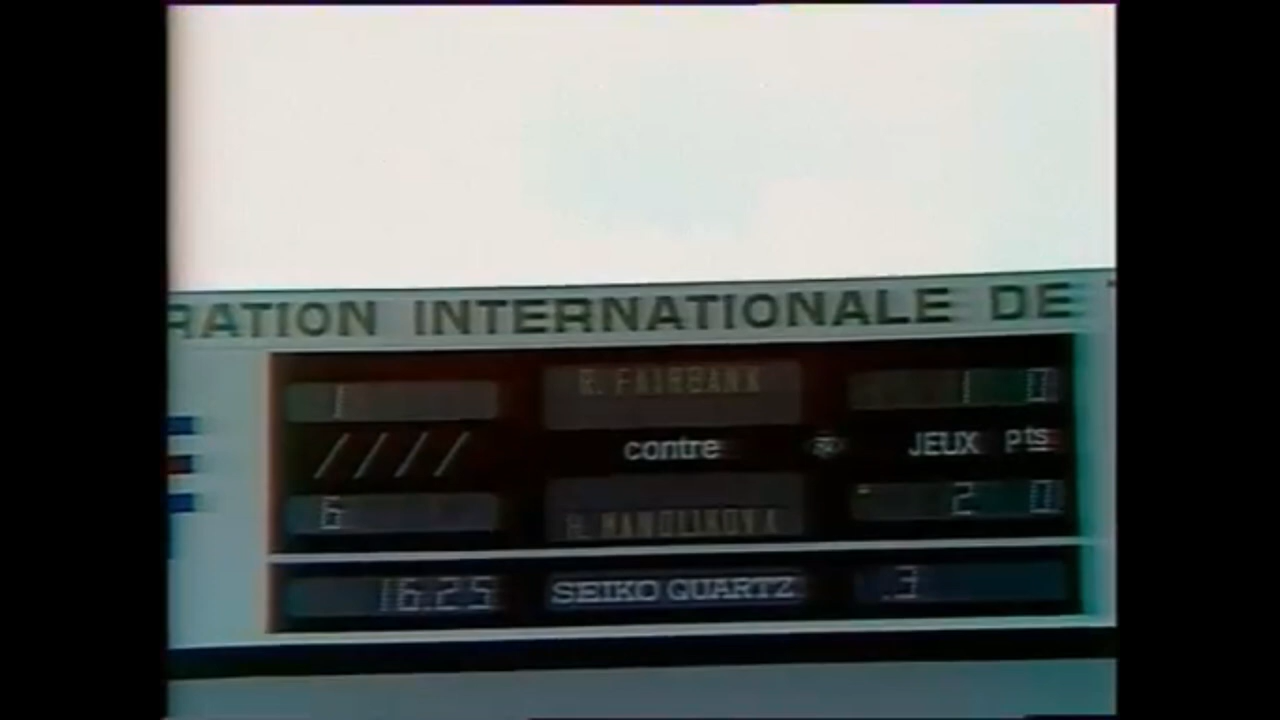 RATION INTERNATIONALE DE
1 R. FAIRBANK 1 0
//// contre JEUX Pts
6 H. MANDLIKOVA 2 0
16:25 SEIKO QUARTZ .3